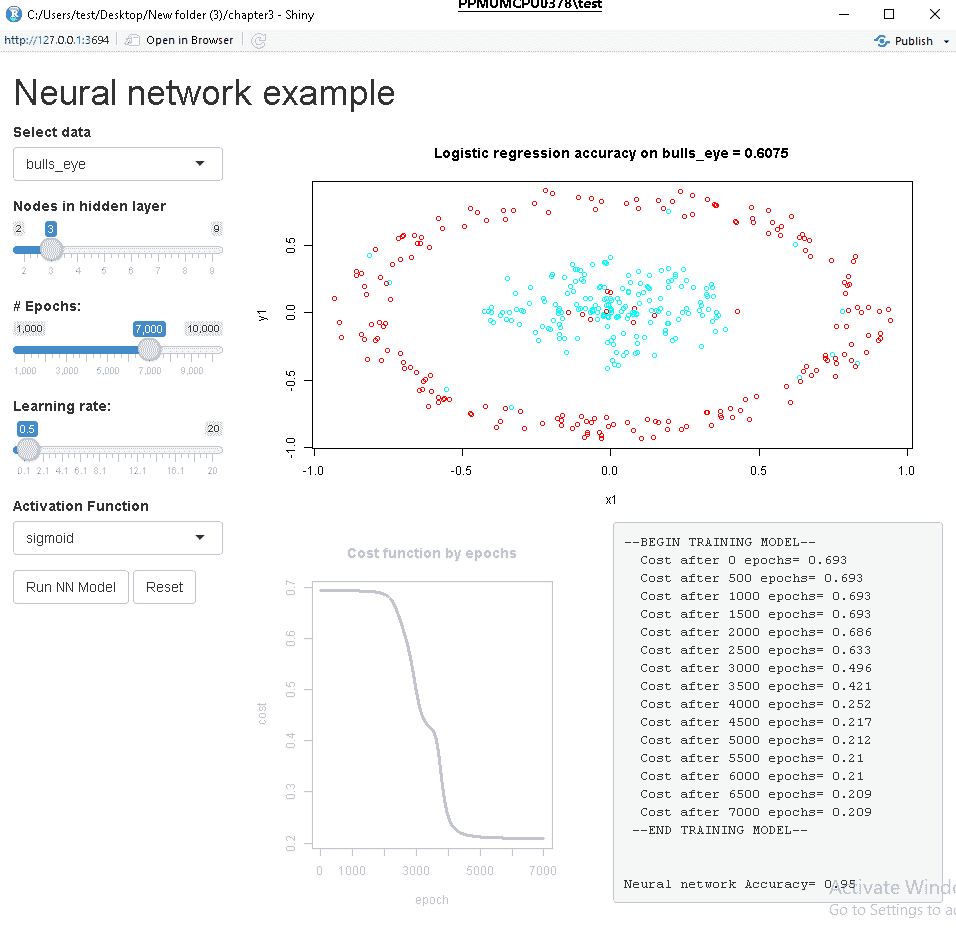 PPMUMCPU0378\test
C:/Users/test/Desktop/New folder (3)/chapter3 - Shiny
http://127.0.0.1:3694 Open in Browser Publish
Neural network example
Select data
bulls_eye
Nodes in hidden layer
2 3 9
2 3 4 5 6 7 8 9
# Epochs:
1,000 7,000 10,000
1,000 3,000 5,000 7,000 9,000
Learning rate:
0.5 20
0.1 2.1 4.1 6.1 8.1 12.1 16.1 20
Activation Function
sigmoid
Run NN Model Reset
Logistic regression accuracy on bulls_eye = 0.6075
y1
0.5
0.0
-0.5
-1.0
-1.0 -0.5 0.0 0.5 1.0
x1
Cost function by epochs
cost
0.7
0.6
0.5
0.4
0.3
0.2
0 1000 3000 5000 7000
epoch
--BEGIN TRAINING MODEL--
Cost after 0 epochs= 0.693
Cost after 500 epochs= 0.693
Cost after 1000 epochs= 0.693
Cost after 1500 epochs= 0.693
Cost after 2000 epochs= 0.686
Cost after 2500 epochs= 0.633
Cost after 3000 epochs= 0.496
Cost after 3500 epochs= 0.421
Cost after 4000 epochs= 0.252
Cost after 4500 epochs= 0.217
Cost after 5000 epochs= 0.212
Cost after 5500 epochs= 0.21
Cost after 6000 epochs= 0.21
Cost after 6500 epochs= 0.209
Cost after 7000 epochs= 0.209
--END TRAINING MODEL--
Neural network Accuracy= 0.95
Activate Windo
Go to Settings to a